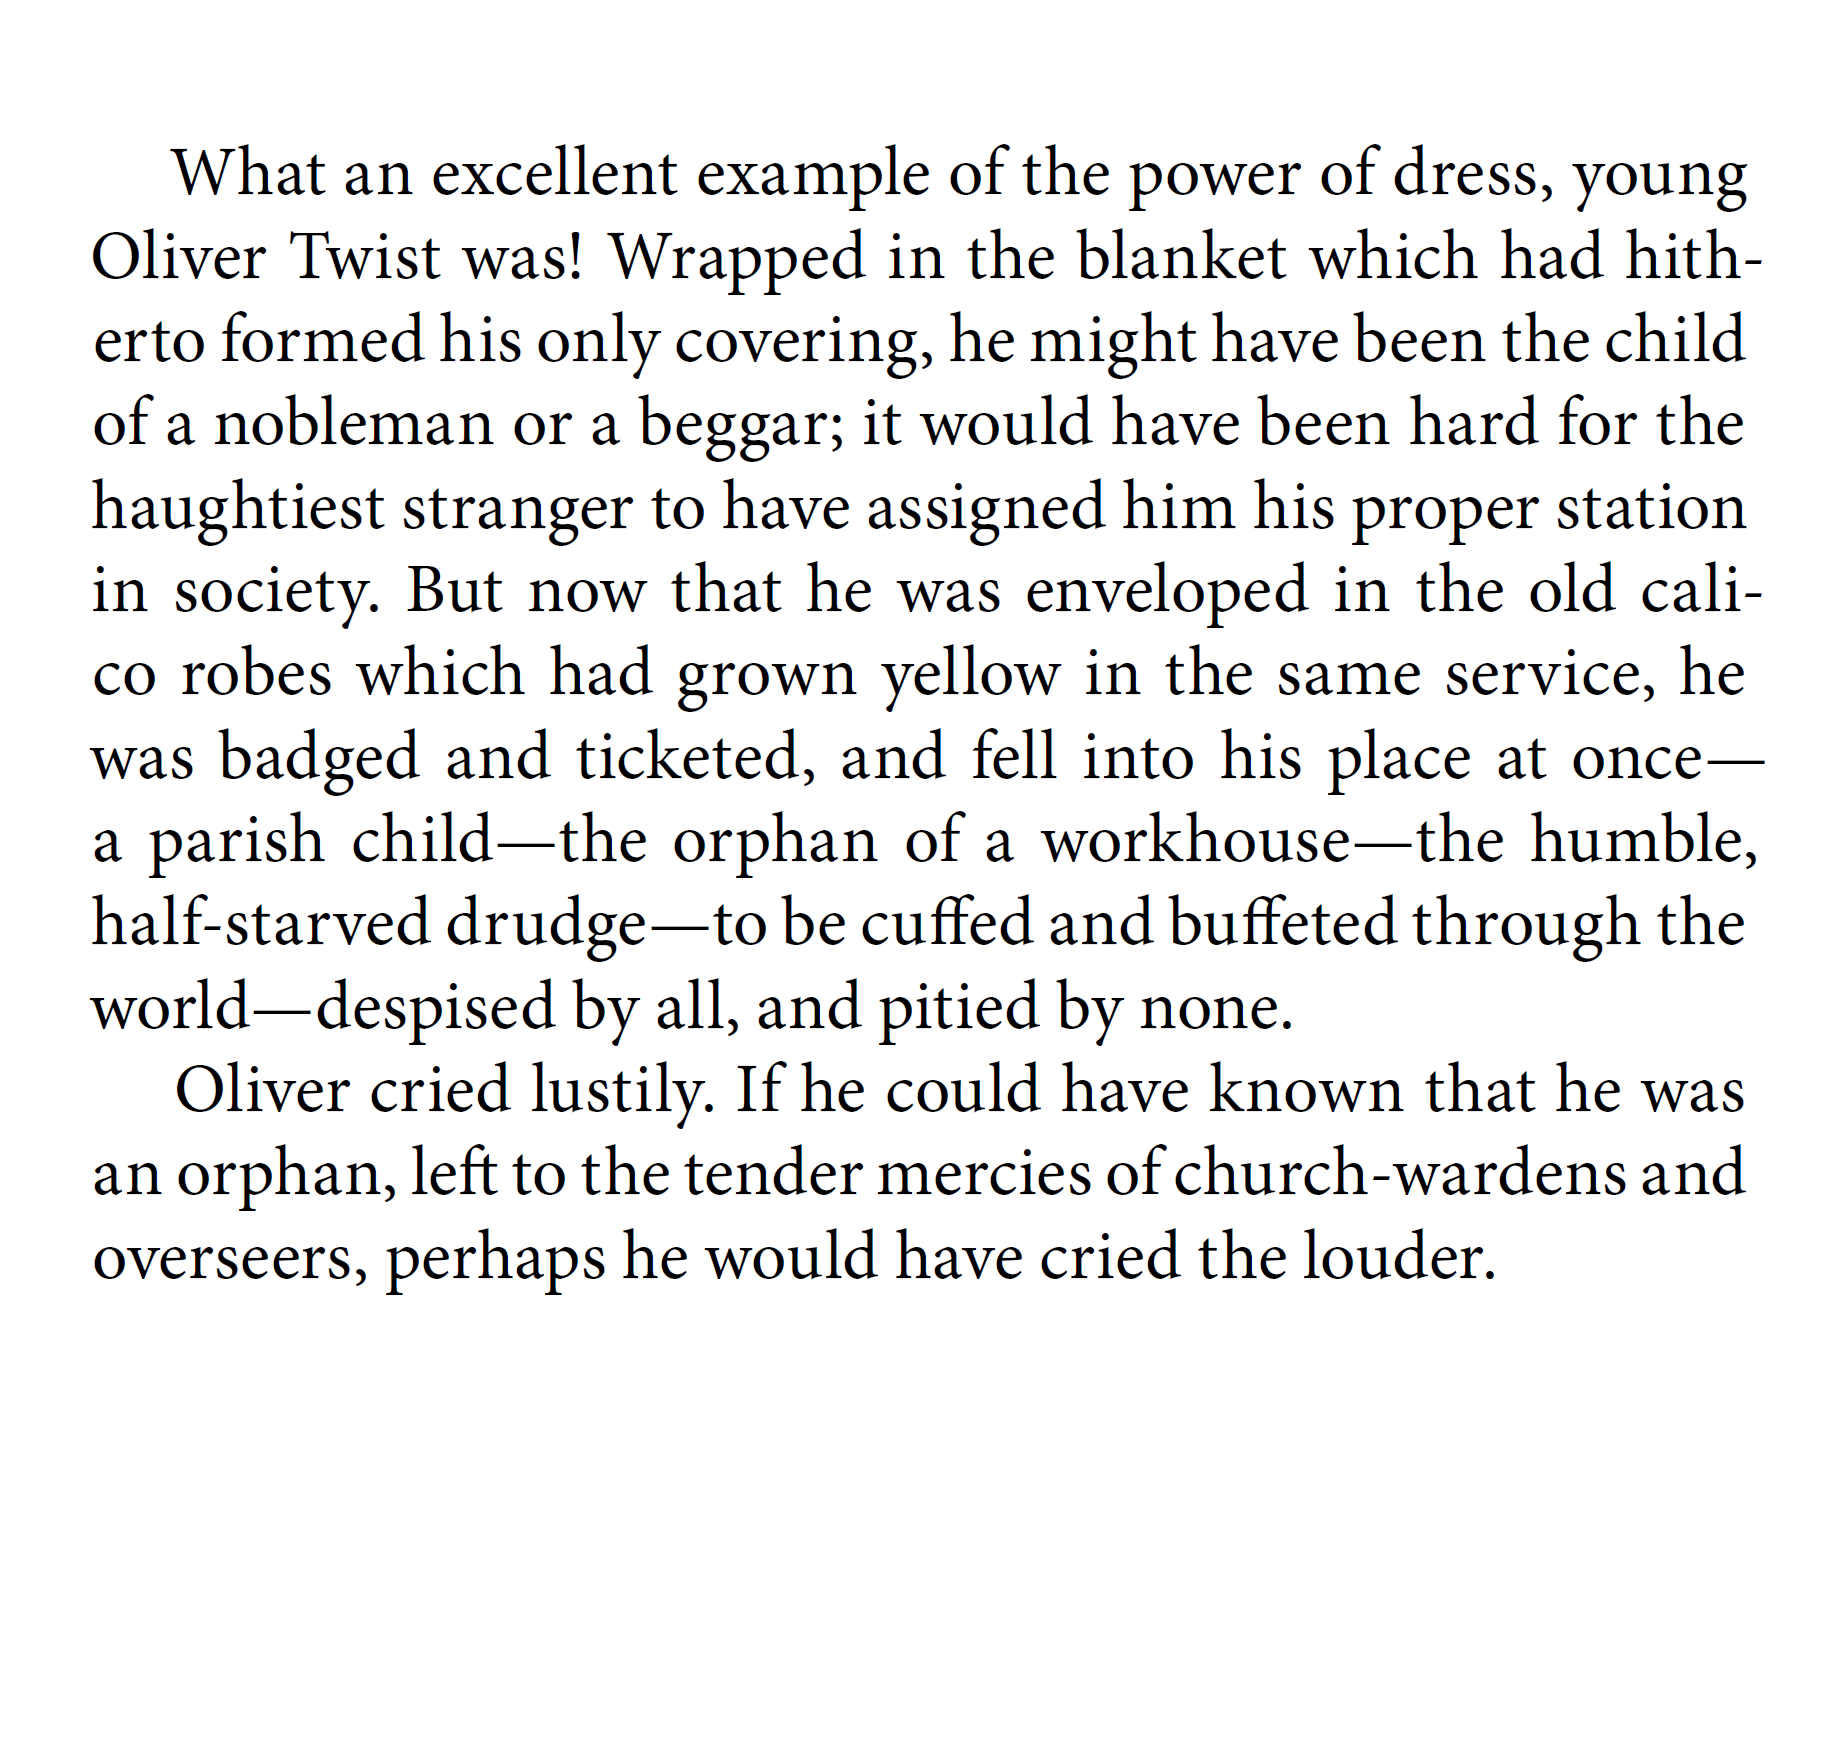 What an excellent example of the power of dress, young
Oliver Twist was! Wrapped in the blanket which had hith-
erto formed his only covering, he might have been the child
of a nobleman or a beggar; it would have been hard for the
haughtiest stranger to have assigned him his proper station
in society. But now that he was enveloped in the old cali-
co robes which had grown yellow in the same service, he
was badged and ticketed, and fell into his place at once—
a parish child—the orphan of a workhouse—the humble,
half-starved drudge—to be cuffed and buffeted through the
world—despised by all, and pitied by none.
Oliver cried lustily. If he could have known that he was
an orphan, left to the tender mercies of church-wardens and
overseers, perhaps he would have cried the louder.